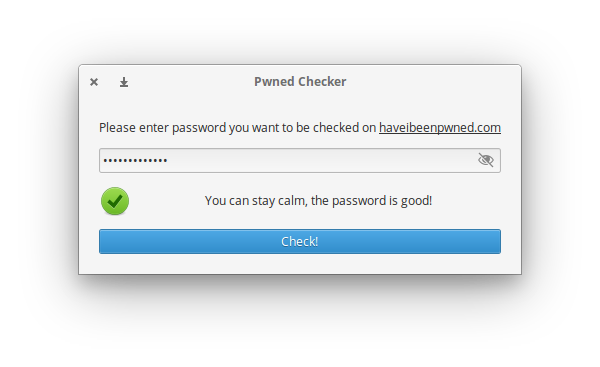 Pwned Checker
Please enter password you want to be checked on haveibeenpwned.com
•••••••••••••
You can stay calm, the password is good!
Check!